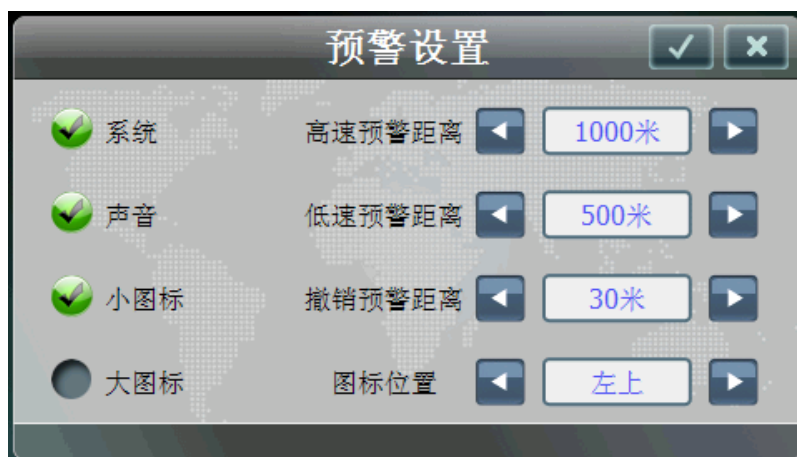 预警设置
系统 高速预警距离 1000米
声音 低速预警距离 500米
小图标 撤销预警距离 30米
大图标 图标位置 左上